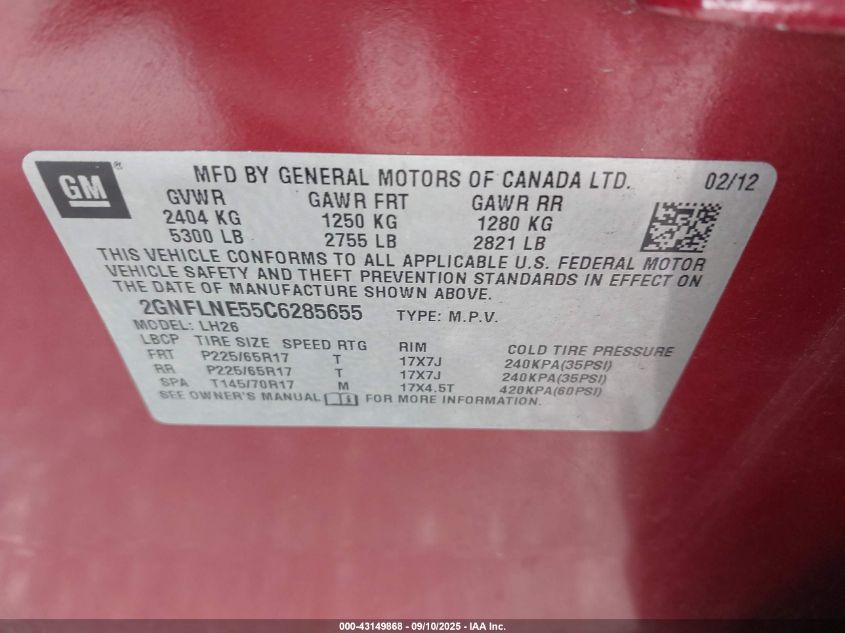 GM® MFD BY GENERAL MOTORS OF CANADA LTD. 02/12
GVWR GAWR FRT GAWR RR
2404 KG 1250 KG 1280 KG
5300 LB 2755 LB 2821 LB
THIS VEHICLE CONFORMS TO ALL APPLICABLE U.S. FEDERAL MOTOR
VEHICLE SAFETY AND THEFT PREVENTION STANDARDS IN EFFECT ON
THE DATE OF MANUFACTURE SHOWN ABOVE.
2GNFLNE55C6285655 TYPE: M.P.V.
MODEL: LH26
LBCP TIRE SIZE SPEED RTG RIM COLD TIRE PRESSURE
FRT P225/65R17 T 17X7J 240KPA(35PSI)
RR P225/65R17 T 17X7J 240KPA(35PSI)
SPA T145/70R17 M 17X4.5T 420KPA(60PSI)
SEE OWNER'S MANUAL FOR MORE INFORMATION.
000-43149868 - 09/10/2025 - IAA Inc.